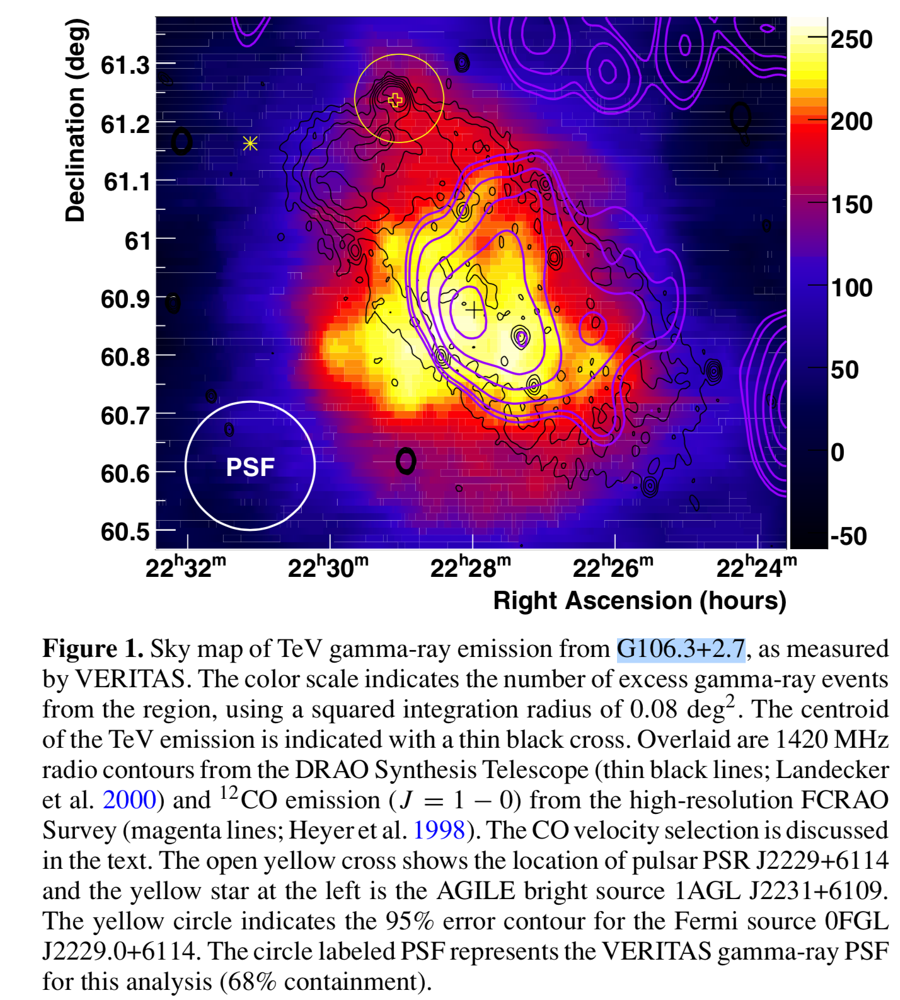 Declination (deg)
61.3
61.2
61.1
61
60.9
60.8
60.7
60.6
60.5
PSF
250
200
150
100
50
0
-50
22ʰ32ᵐ 22ʰ30ᵐ 22ʰ28ᵐ 22ʰ26ᵐ 22ʰ24ᵐ
Right Ascension (hours)
Figure 1. Sky map of TeV gamma-ray emission from G106.3+2.7, as measured
by VERITAS. The color scale indicates the number of excess gamma-ray events
from the region, using a squared integration radius of 0.08 deg². The centroid
of the TeV emission is indicated with a thin black cross. Overlaid are 1420 MHz
radio contours from the DRAO Synthesis Telescope (thin black lines; Landecker
et al. 2000) and ¹²CO emission (J = 1 − 0) from the high-resolution FCRAO
Survey (magenta lines; Heyer et al. 1998). The CO velocity selection is discussed
in the text. The open yellow cross shows the location of pulsar PSR J2229+6114
and the yellow star at the left is the AGILE bright source 1AGL J2231+6109.
The yellow circle indicates the 95% error contour for the Fermi source 0FGL
J2229.0+6114. The circle labeled PSF represents the VERITAS gamma-ray PSF
for this analysis (68% containment).